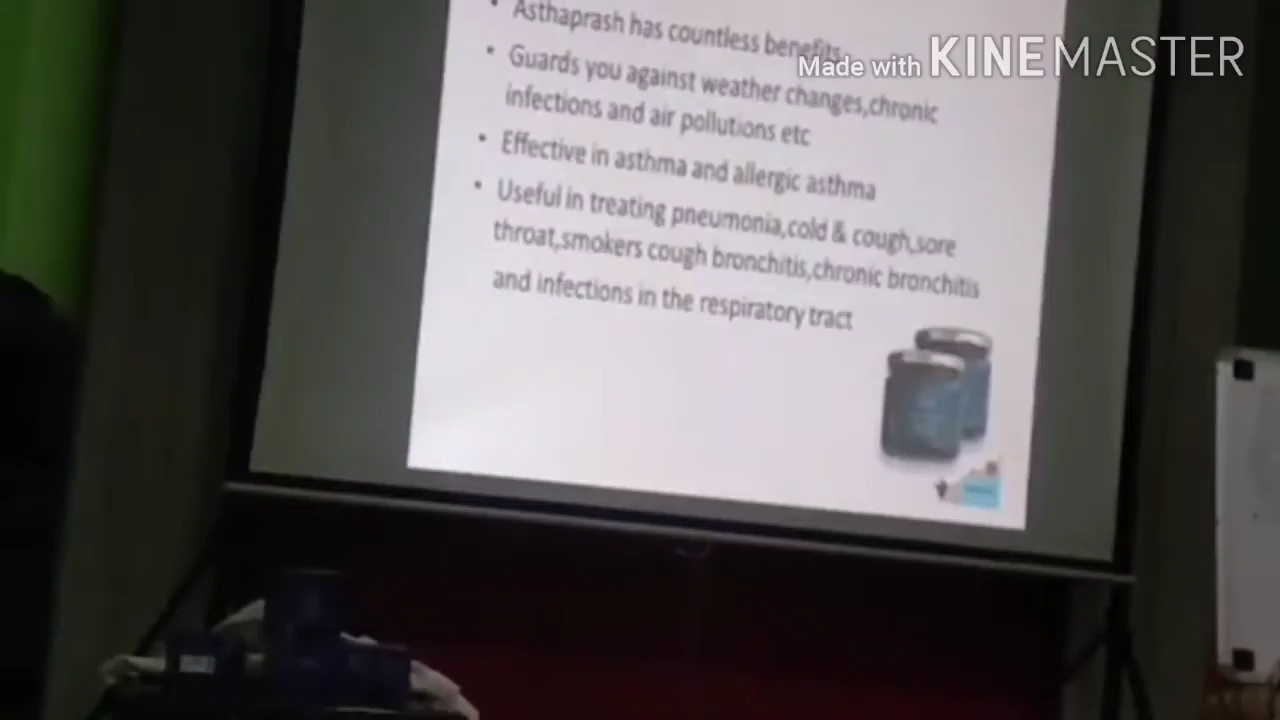 • Asthaprash has countless benefits.
Made with KINEMASTER
• Guards you against weather changes,chronic
infections and air pollutions etc
• Effective in asthma and allergic asthma
• Useful in treating pneumonia,cold & cough,sore
throat,smokers cough bronchitis,chronic bronchitis
and infections in the respiratory tract